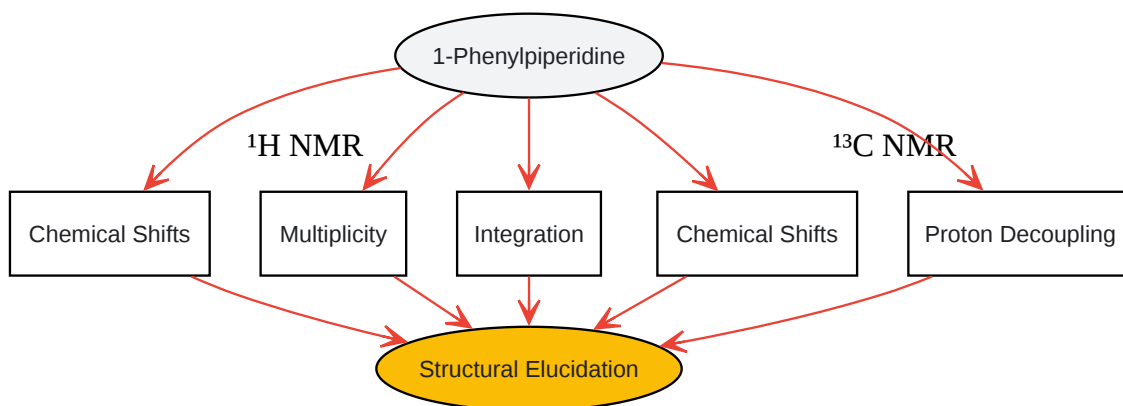 1-Phenylpiperidine
¹H NMR
¹³C NMR
Chemical Shifts
Multiplicity
Integration
Chemical Shifts
Proton Decoupling
Structural Elucidation